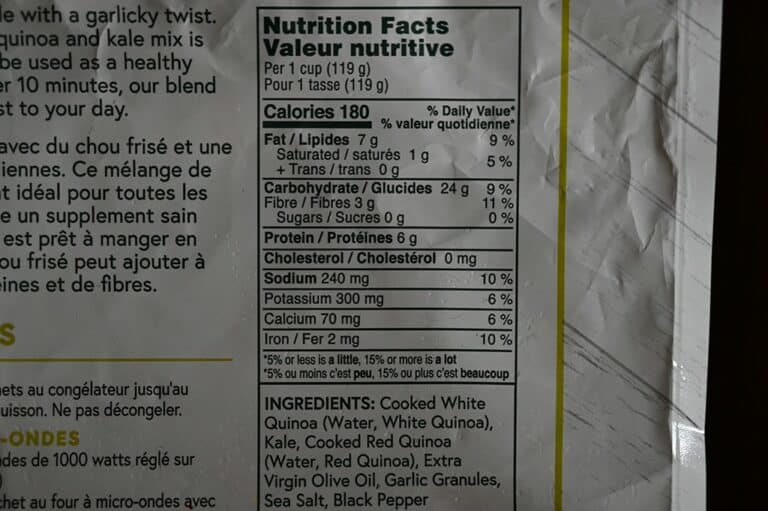 le with a garlicky twist.
quinoa and kale mix is
be used as a healthy
er 10 minutes, our blend
st to your day.
avec du chou frisé et une
iennes. Ce mélange de
t idéal pour toutes les
e un supplement sain
est prêt à manger en
ou frisé peut ajouter à
éines et de fibres.
S
ets au congélateur jusqu'au
uisson. Ne pas décongeler.
-ONDES
des de 1000 watts réglé sur
)
chet au four à micro-ondes avec
Nutrition Facts
Valeur nutritive
Per 1 cup (119 g)
Pour 1 tasse (119 g)
Calories 180 % Daily Value*
% valeur quotidienne*
Fat / Lipides 7 g 9 %
Saturated / saturés 1 g
+ Trans / trans 0 g 5 %
Carbohydrate / Glucides 24 g 9 %
Fibre / Fibres 3 g 11 %
Sugars / Sucres 0 g 0 %
Protein / Protéines 6 g
Cholesterol / Cholestérol 0 mg
Sodium 240 mg 10 %
Potassium 300 mg 6 %
Calcium 70 mg 6 %
Iron / Fer 2 mg 10 %
*5% or less is a little, 15% or more is a lot
*5% ou moins c'est peu, 15% ou plus c'est beaucoup
INGREDIENTS: Cooked White
Quinoa (Water, White Quinoa),
Kale, Cooked Red Quinoa
(Water, Red Quinoa), Extra
Virgin Olive Oil, Garlic Granules,
Sea Salt, Black Pepper